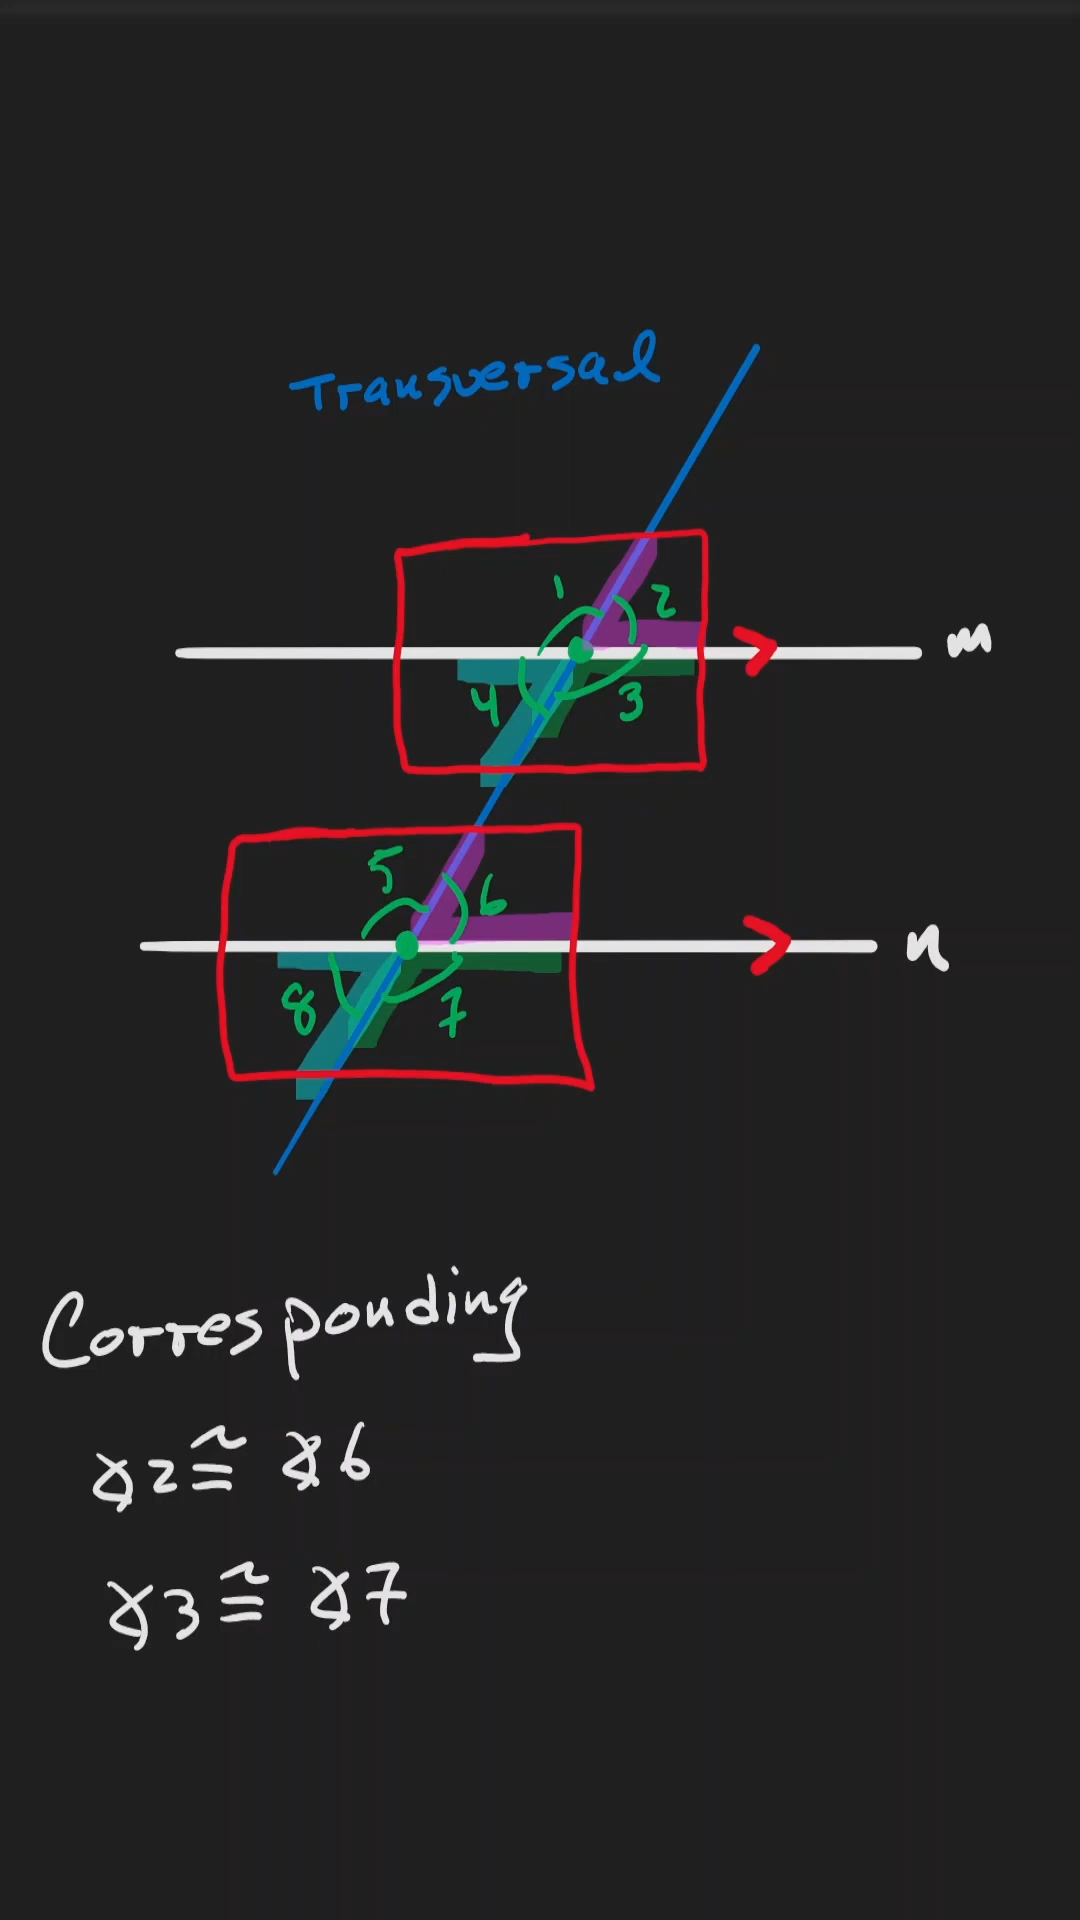 Transversal
1 2
m
4 3
5 6
n
8 7
Corresponding
∡2 ≅ ∡6
∡3 ≅ ∡7